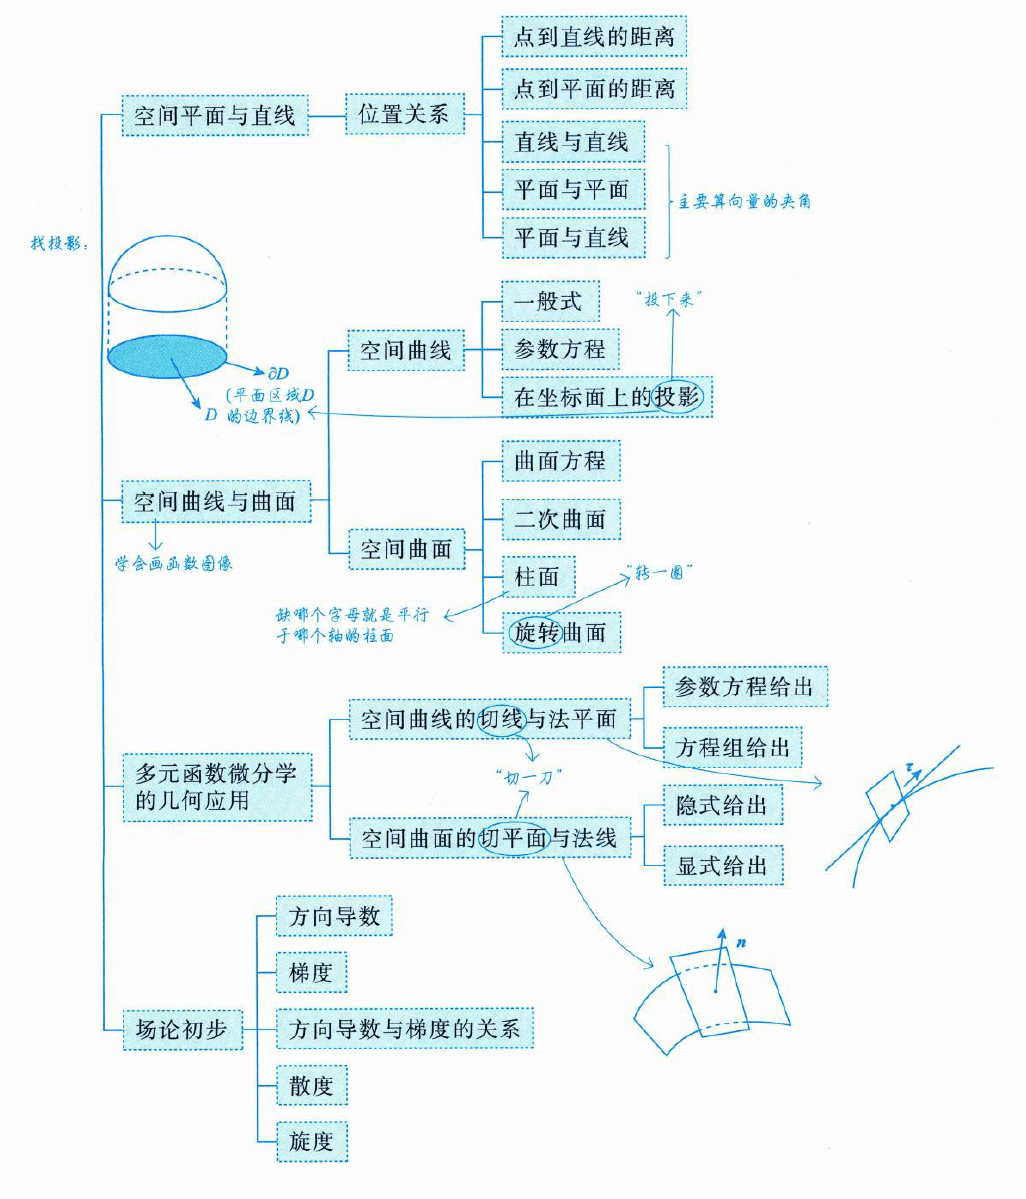 点到直线的距离
点到平面的距离
空间平面与直线
位置关系
直线与直线
平面与平面
主要算向量的夹角
平面与直线
找投影:
一般式
“投下来”
空间曲线
参数方程
在坐标面上的投影
∂D
(平面区域D
D 的边界线)
曲面方程
空间曲线与曲面
二次曲面
空间曲面
学会画函数图像
柱面
“转一圈”
缺哪个字母就是平行
于哪个轴的柱面
旋转曲面
参数方程给出
空间曲线的切线与法平面
方程组给出
多元函数微分学
的几何应用
“切一刀”
τ
隐式给出
空间曲面的切平面与法线
显式给出
方向导数
n
梯度
场论初步
方向导数与梯度的关系
散度
旋度